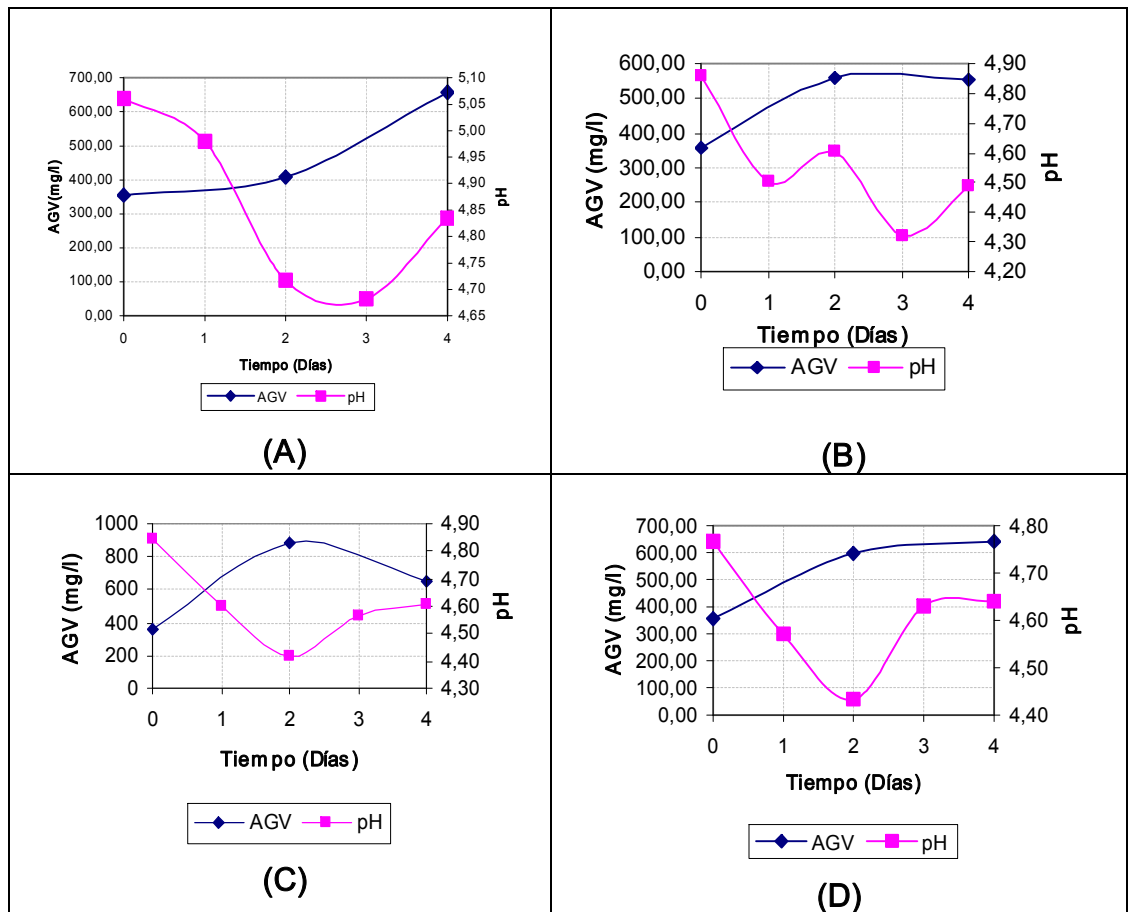 700,00
600,00
500,00
400,00
300,00
200,00
100,00
0,00
AGV(mg/l)
5,10
5,05
5,00
4,95
4,90
4,85
4,80
4,75
4,70
4,65
pH
0 1 2 3 4
Tiempo (Días)
AGV pH
(A)
600,00
500,00
400,00
300,00
200,00
100,00
0,00
AGV (mg/l)
4,90
4,80
4,70
4,60
4,50
4,40
4,30
4,20
pH
0 1 2 3 4
Tiempo (Días)
AGV pH
(B)
1000
800
600
400
200
0
AGV (mg/l)
4,90
4,80
4,70
4,60
4,50
4,40
4,30
pH
0 1 2 3 4
Tiempo (Días)
AGV pH
(C)
700,00
600,00
500,00
400,00
300,00
200,00
100,00
0,00
AGV (mg/l)
4,80
4,70
4,60
4,50
4,40
pH
0 1 2 3 4
Tiempo (Días)
AGV pH
(D)